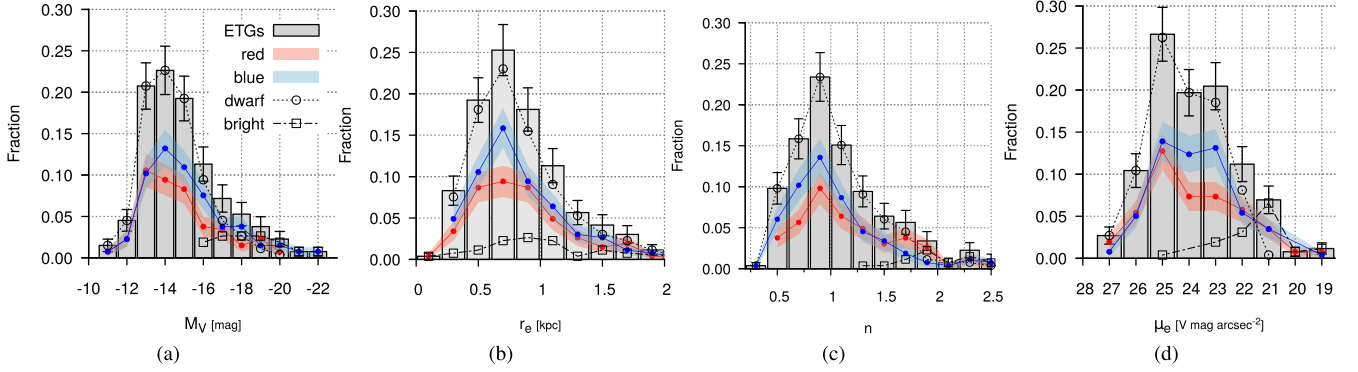 0.30
0.25
0.20
0.15
0.10
0.05
0.00
Fraction
-10 -12 -14 -16 -18 -20 -22
M_V [mag]
ETGs
red
blue
dwarf
bright
(a)
0.30
0.25
0.20
0.15
0.10
0.05
0.00
Fraction
0 0.5 1 1.5 2
r_e [kpc]
(b)
0.30
0.25
0.20
0.15
0.10
0.05
0.00
Fraction
0.5 1 1.5 2 2.5
n
(c)
0.30
0.25
0.20
0.15
0.10
0.05
0.00
Fraction
28 27 26 25 24 23 22 21 20 19
μ_e [V mag arcsec⁻²]
(d)